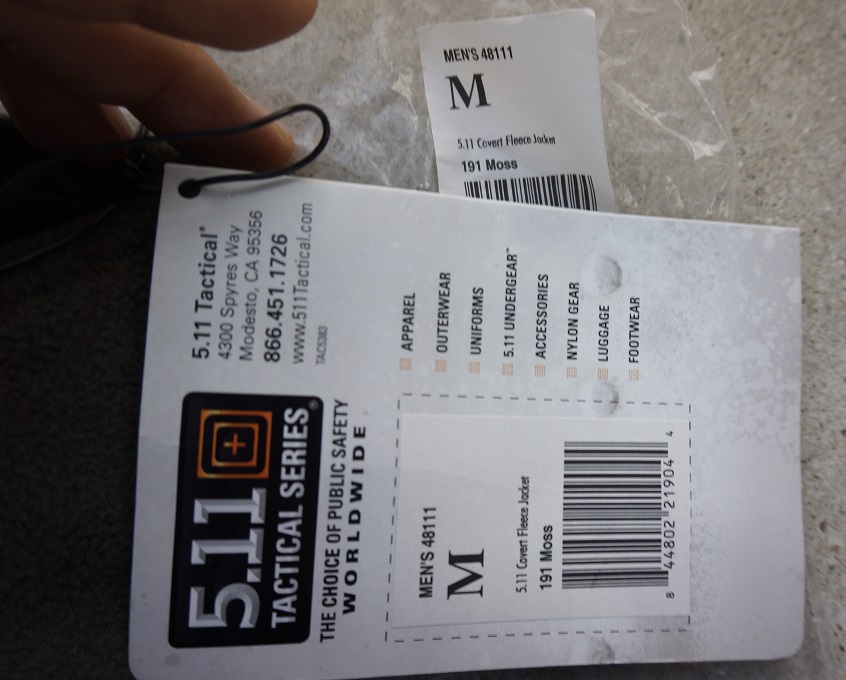 MEN'S 48111
M
5.11 Covert Fleece Jacket
191 Moss
5.11 Tactical®
4300 Spyres Way
Modesto, CA 95356
866.451.1726
www.511Tactical.com
TAC5383
5.11®
TACTICAL SERIES
THE CHOICE OF PUBLIC SAFETY
WORLDWIDE
APPAREL
OUTERWEAR
UNIFORMS
5.11 UNDERGEAR™
ACCESSORIES
NYLON GEAR
LUGGAGE
FOOTWEAR
MEN'S 48111
M
5.11 Covert Fleece Jacket
191 Moss
8 44802 21904 4